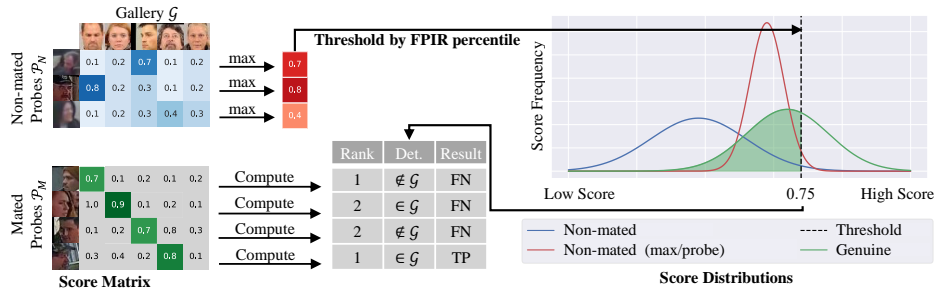 Gallery 𝒢
Non-mated
Probes 𝒫_N
0.1 0.2 0.7 0.1 0.2
0.8 0.2 0.3 0.1 0.2
0.1 0.2 0.3 0.4 0.3
max
max
max
0.7
0.8
0.4
Threshold by FPIR percentile
Mated
Probes 𝒫_M
0.7 0.1 0.2 0.1 0.2
1.0 0.9 0.1 0.2 0.1
0.1 0.2 0.7 0.8 0.3
0.3 0.4 0.2 0.8 0.1
Score Matrix
Compute
Compute
Compute
Compute
Rank Det. Result
1 ∉ 𝒢 FN
2 ∈ 𝒢 FN
2 ∉ 𝒢 FN
1 ∈ 𝒢 TP
Score Frequency
Low Score 0.75 High Score
Non-mated
Non-mated (max/probe)
Threshold
Genuine
Score Distributions